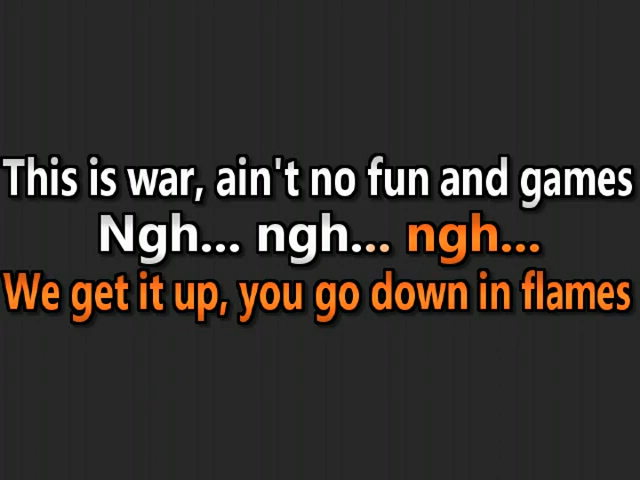 This is war, ain't no fun and games
Ngh... ngh... ngh...
We get it up, you go down in flames